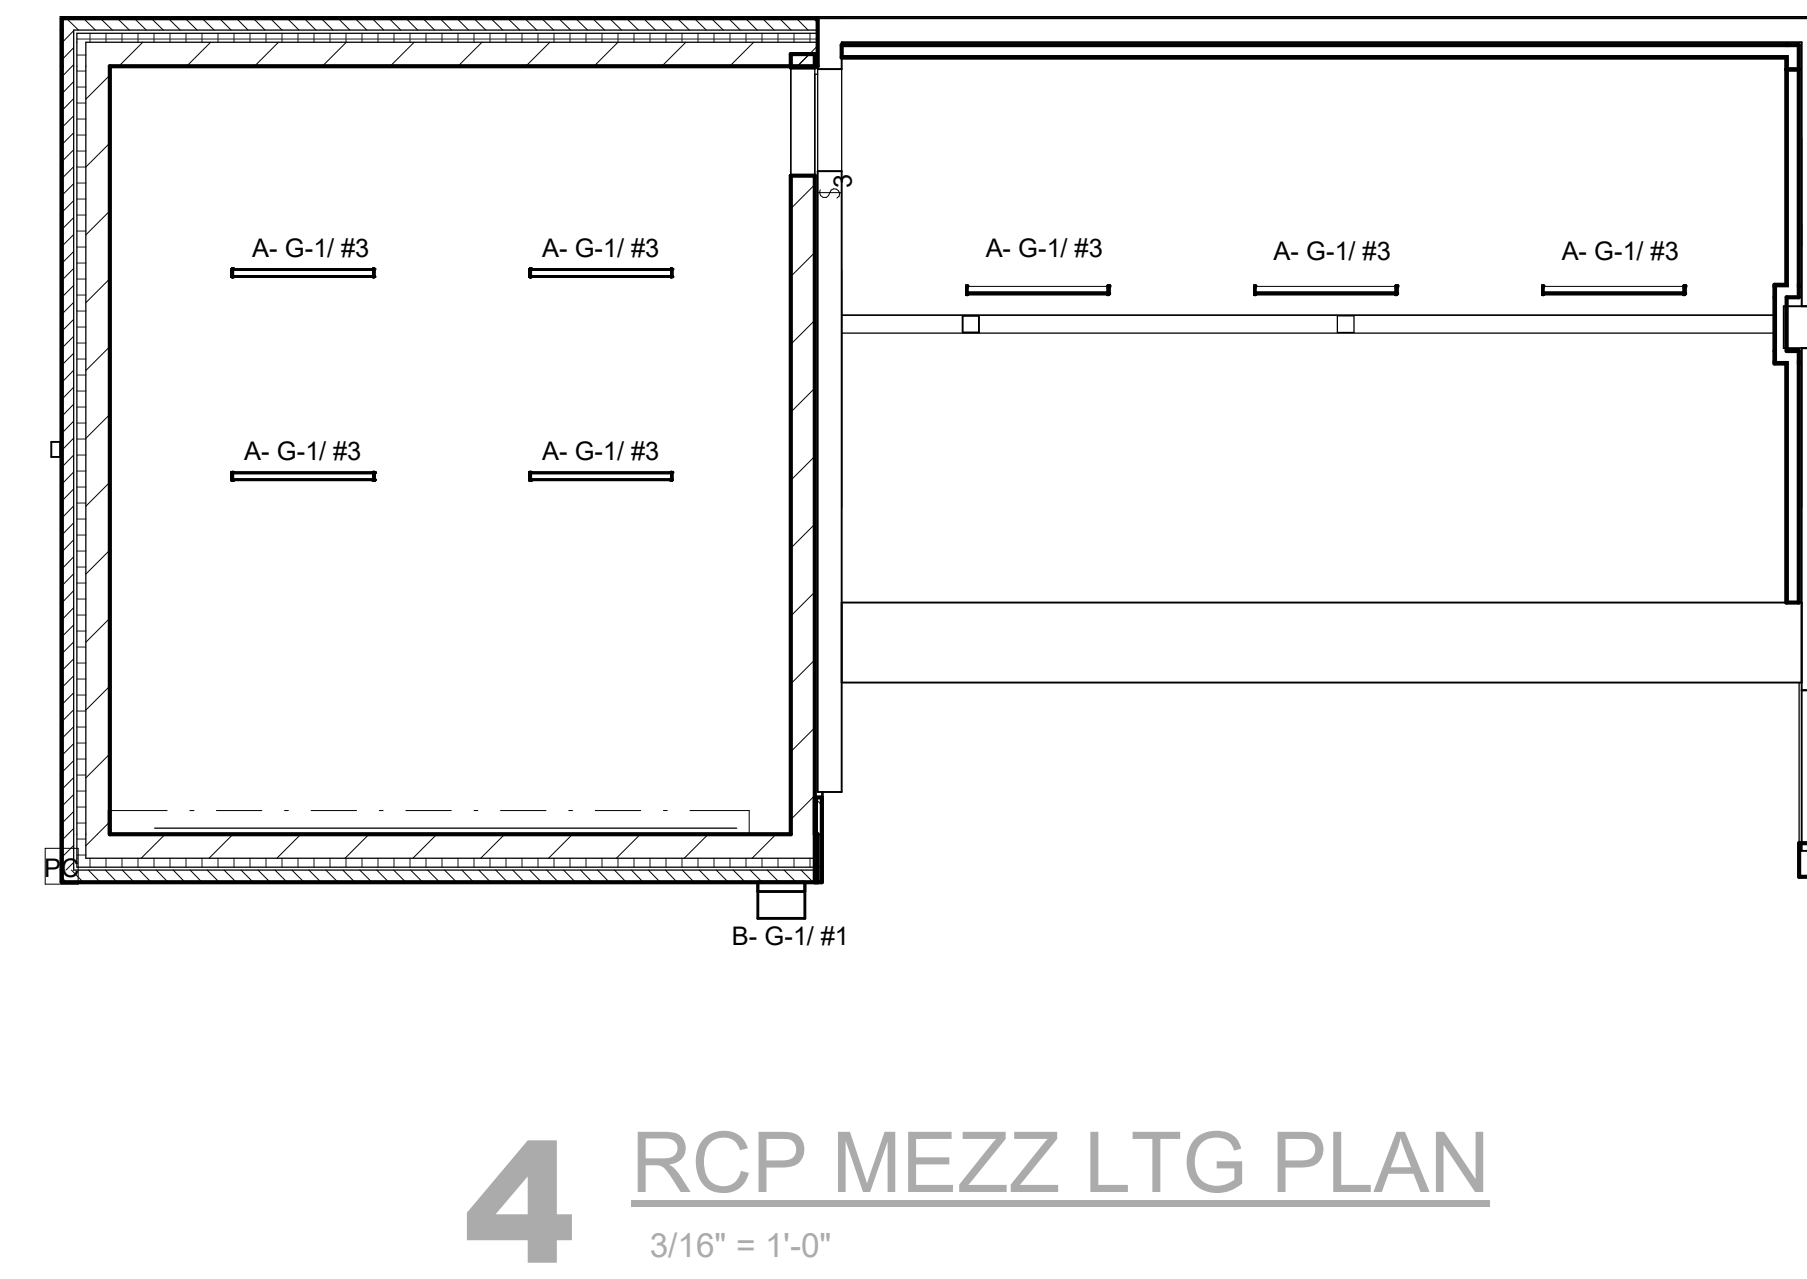 $3
A- G-1/ #3
A- G-1/ #3
A- G-1/ #3
A- G-1/ #3
A- G-1/ #3
A- G-1/ #3
A- G-1/ #3
PC
B- G-1/ #1
4
RCP MEZZ LTG PLAN
3/16" = 1'-0"